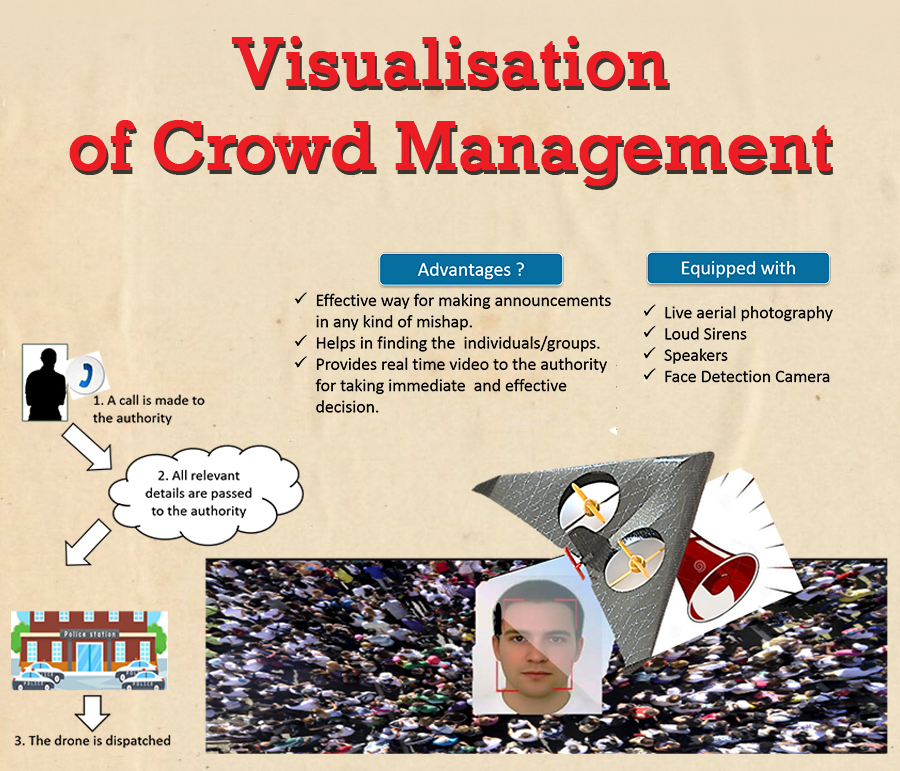 Visualisation
of Crowd Management
Advantages ?
✓ Effective way for making announcements
in any kind of mishap.
✓ Helps in finding the individuals/groups.
✓ Provides real time video to the authority
for taking immediate and effective
decision.
Equipped with
✓ Live aerial photography
✓ Loud Sirens
✓ Speakers
✓ Face Detection Camera
1. A call is made to
the authority
2. All relevant
details are passed
to the authority
Police station
POLICE
POLICE
3. The drone is dispatched